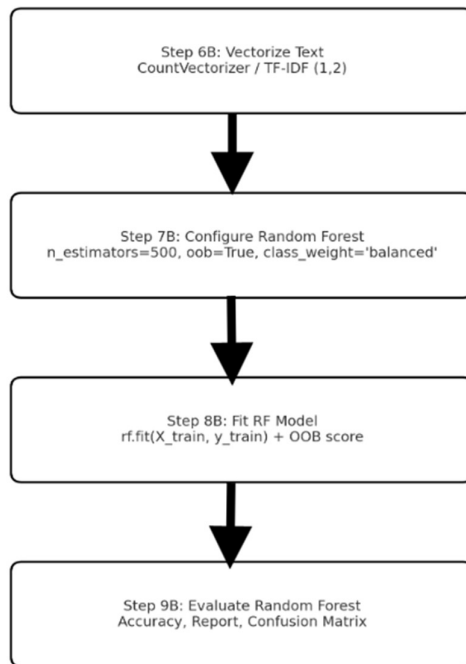 Step 6B: Vectorize Text
CountVectorizer / TF-IDF (1,2)
Step 7B: Configure Random Forest
n_estimators=500, oob=True, class_weight='balanced'
Step 8B: Fit RF Model
rf.fit(X_train, y_train) + OOB score
Step 9B: Evaluate Random Forest
Accuracy, Report, Confusion Matrix